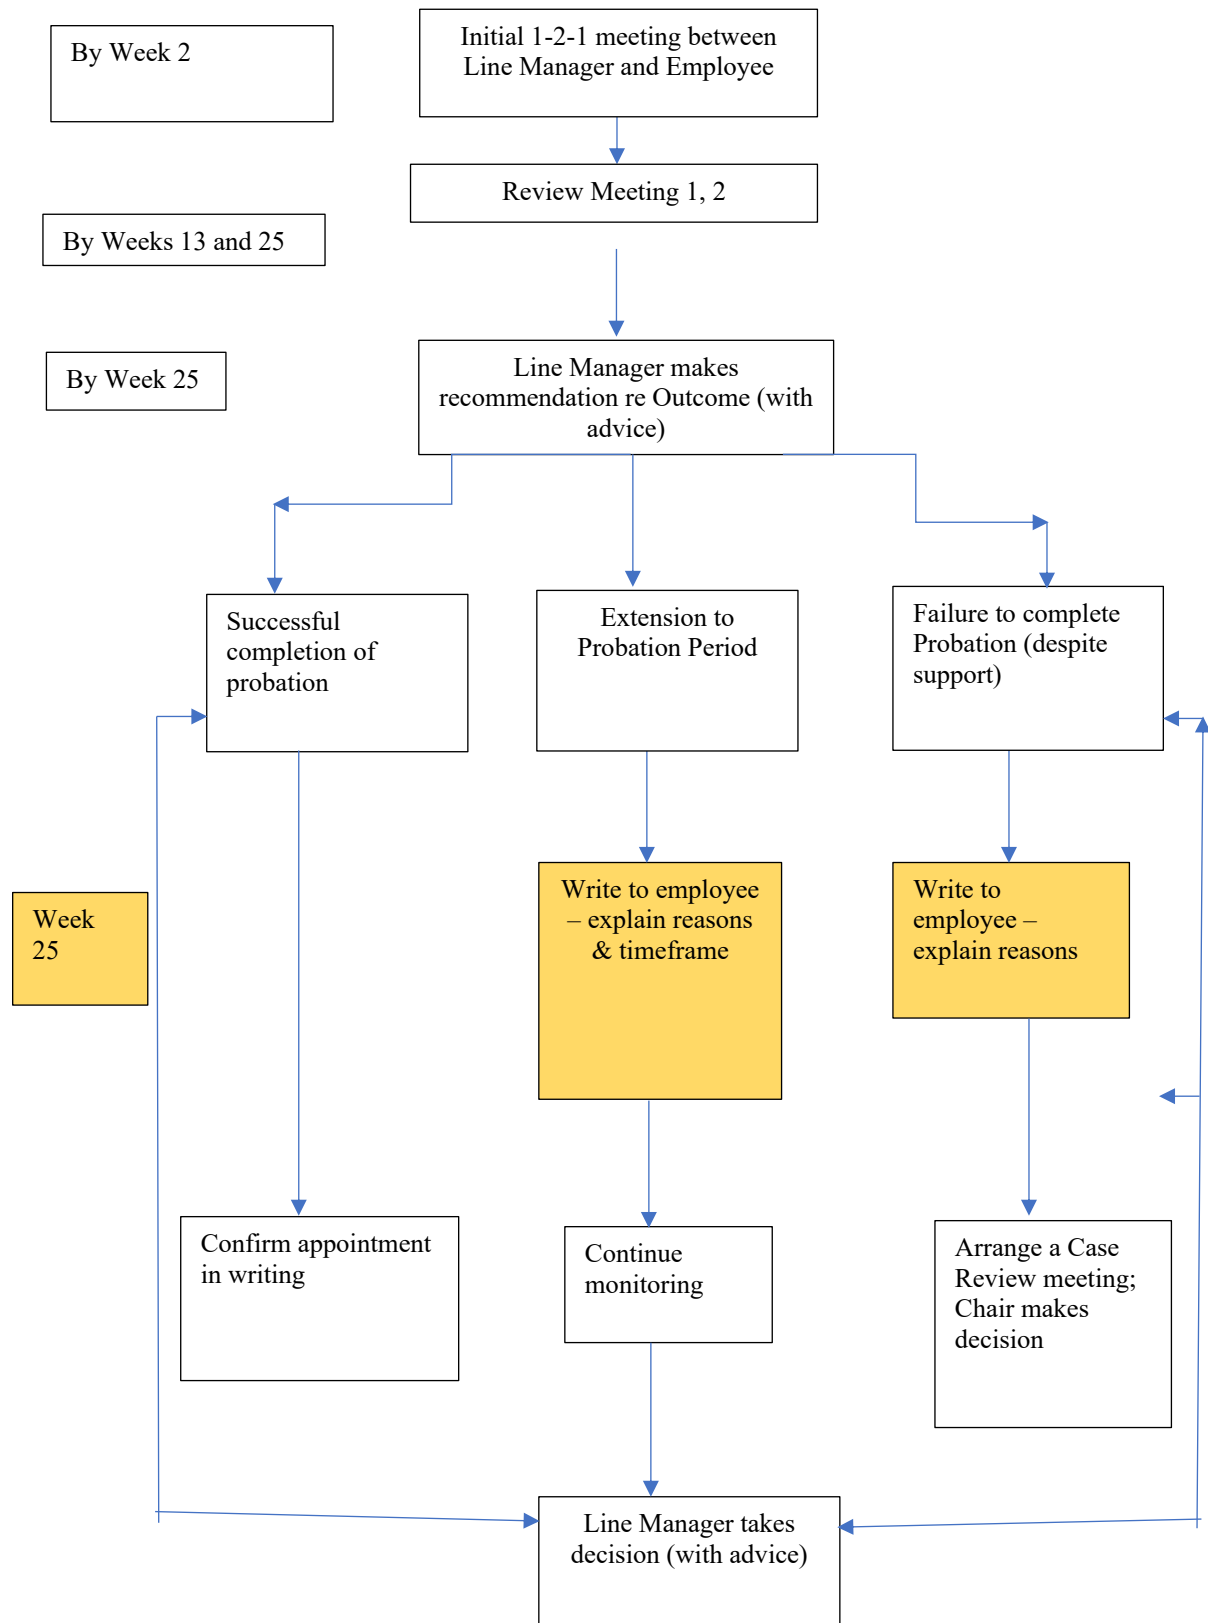 By Week 2
Initial 1-2-1 meeting between
Line Manager and Employee
Review Meeting 1, 2
By Weeks 13 and 25
By Week 25
Line Manager makes
recommendation re Outcome (with
advice)
Successful
completion of
probation
Extension to
Probation Period
Failure to complete
Probation (despite
support)
Week
25
Write to employee
– explain reasons
& timeframe
Write to
employee –
explain reasons
Confirm appointment
in writing
Continue
monitoring
Arrange a Case
Review meeting;
Chair makes
decision
Line Manager takes
decision (with advice)